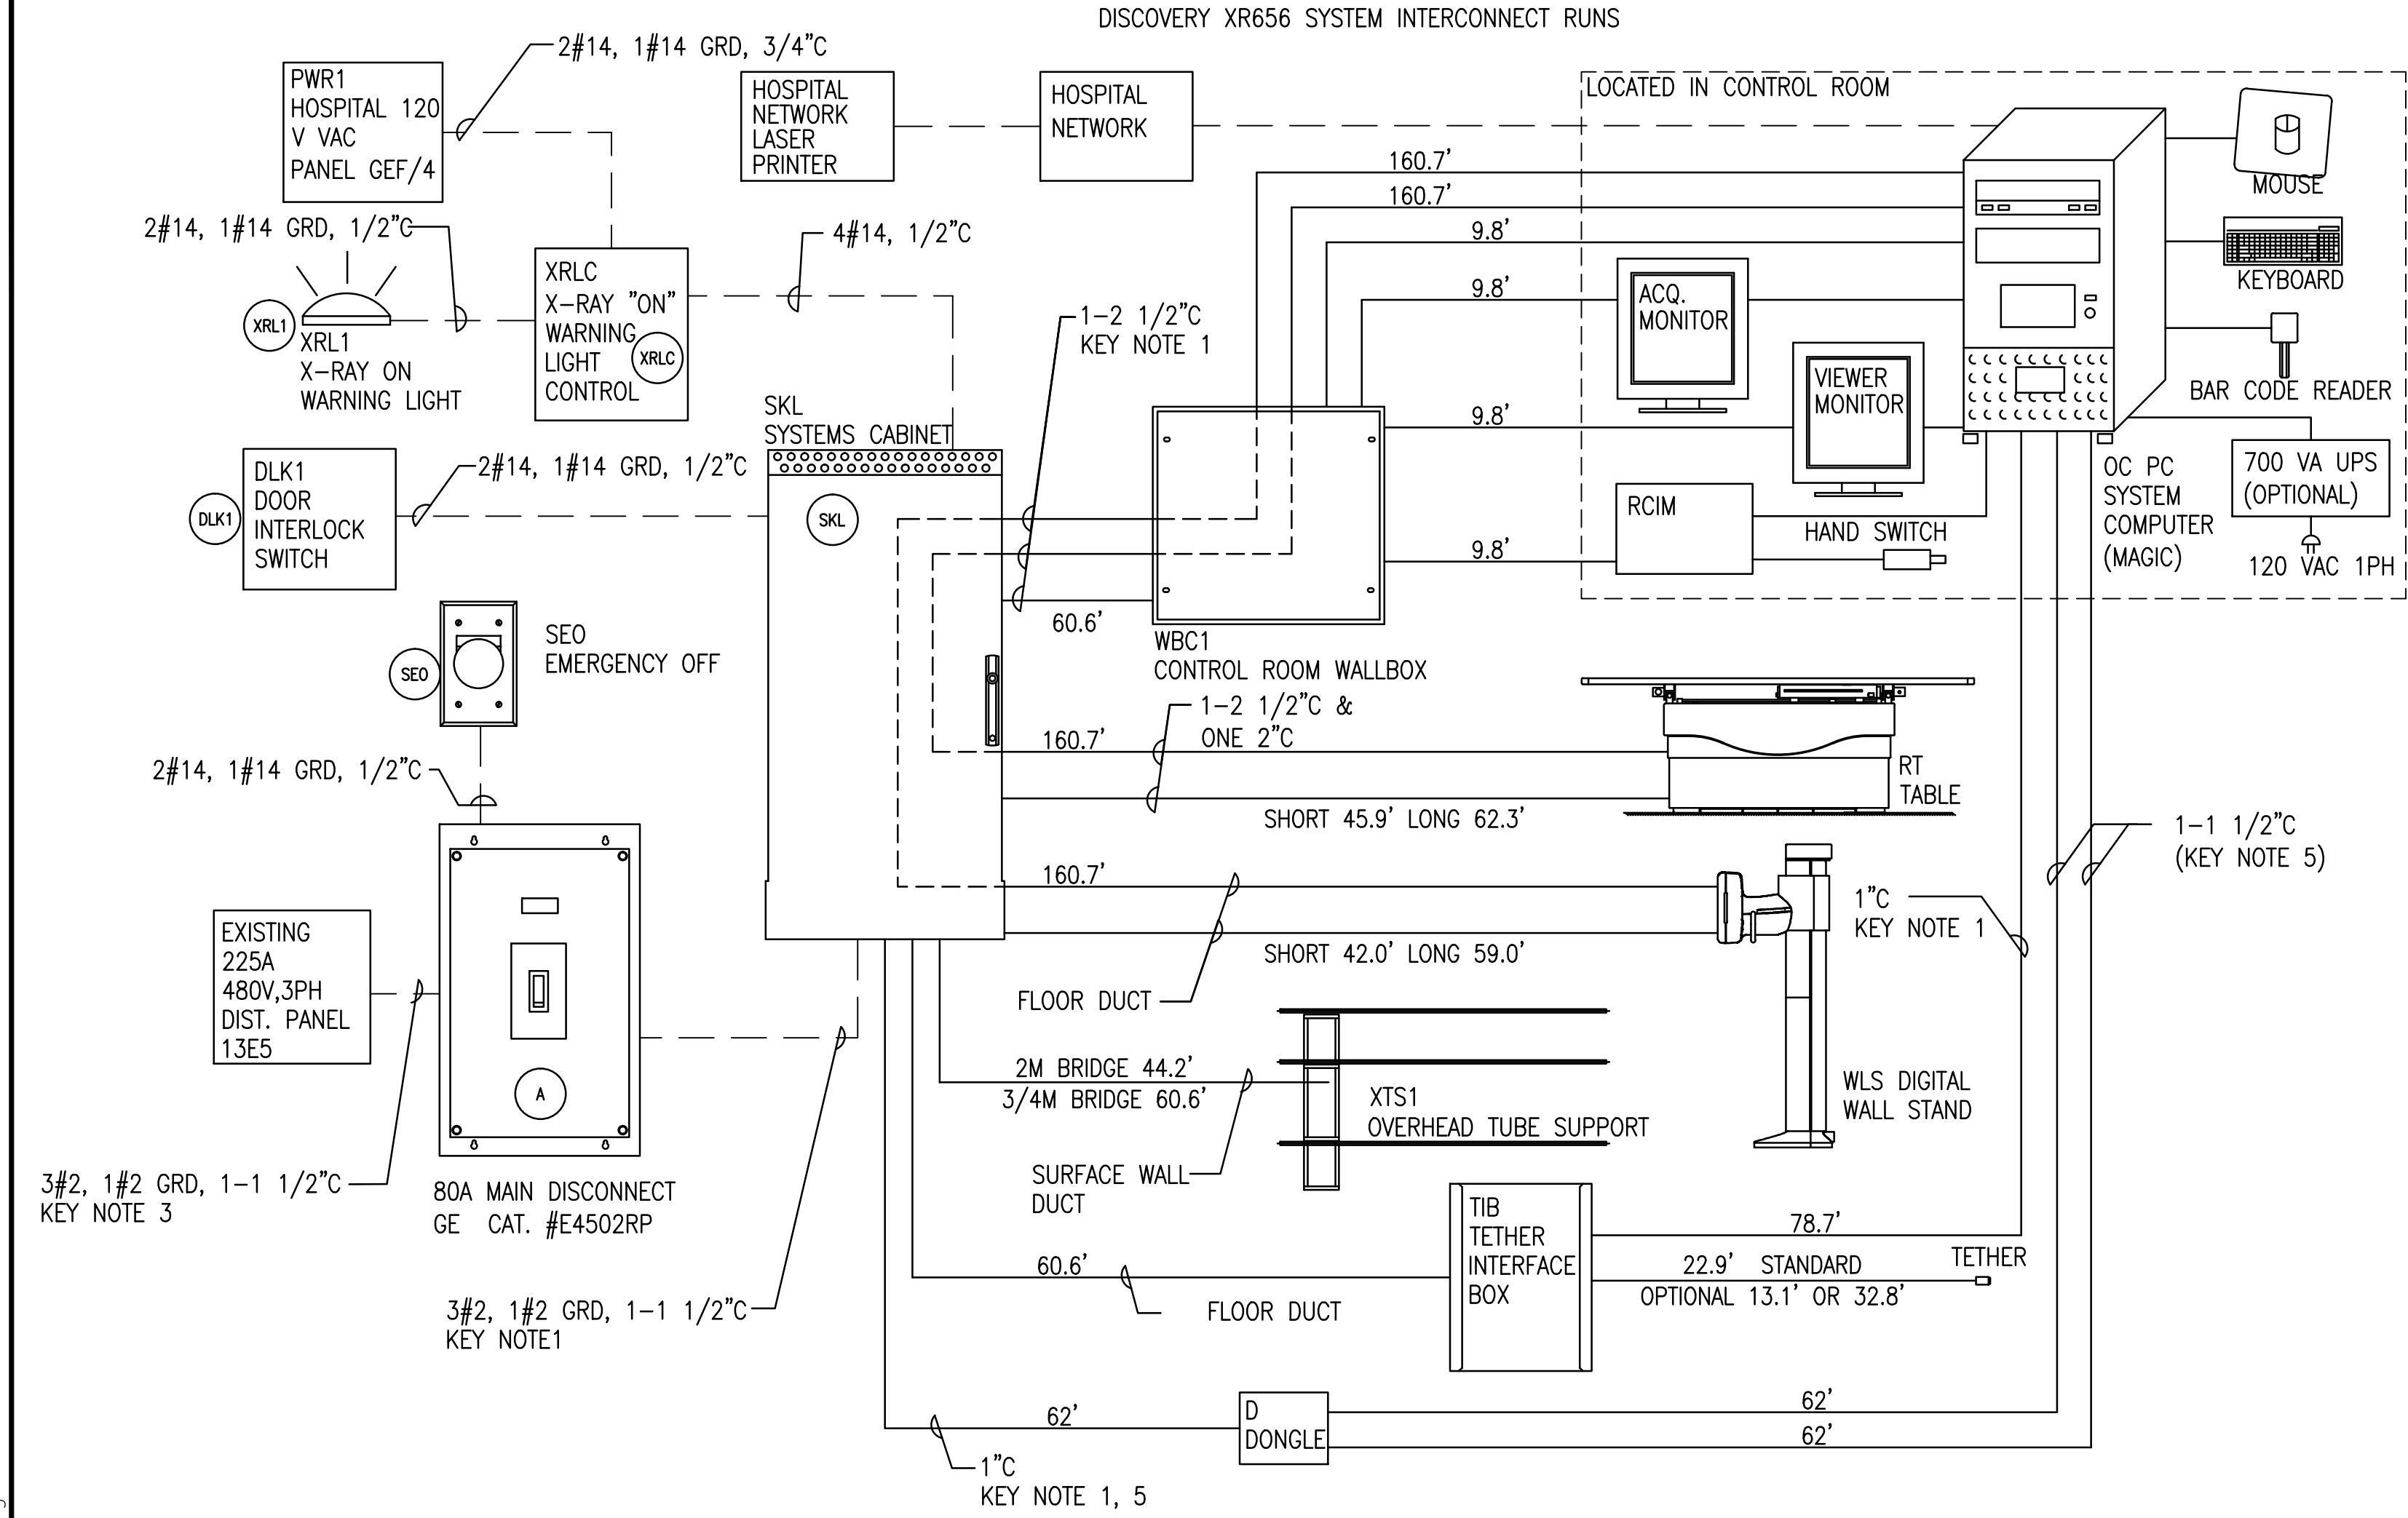 DISCOVERY XR656 SYSTEM INTERCONNECT RUNS
2#14, 1#14 GRD, 3/4"C
PWR1
HOSPITAL 120
V VAC
PANEL GEF/4
HOSPITAL
NETWORK
LASER
PRINTER
HOSPITAL
NETWORK
LOCATED IN CONTROL ROOM
MOUSE
KEYBOARD
BAR CODE READER
160.7'
160.7'
9.8'
9.8'
9.8'
9.8'
ACQ.
MONITOR
VIEWER
MONITOR
RCIM
HAND SWITCH
OC PC
SYSTEM
COMPUTER
(MAGIC)
700 VA UPS
(OPTIONAL)
120 VAC 1PH
2#14, 1#14 GRD, 1/2"C
XRL1
XRL1
X-RAY ON
WARNING LIGHT
XRLC
X-RAY "ON"
WARNING
LIGHT
CONTROL
XRLC
4#14, 1/2"C
1-2 1/2"C
KEY NOTE 1
SKL
SYSTEMS CABINET
SKL
DLK1
DLK1
DOOR
INTERLOCK
SWITCH
2#14, 1#14 GRD, 1/2"C
60.6'
WBC1
CONTROL ROOM WALLBOX
SEO
SEO
EMERGENCY OFF
2#14, 1#14 GRD, 1/2"C
1-2 1/2"C &
ONE 2"C
160.7'
SHORT 45.9' LONG 62.3'
RT
TABLE
160.7'
SHORT 42.0' LONG 59.0'
FLOOR DUCT
1-1 1/2"C
(KEY NOTE 5)
1"C
KEY NOTE 1
EXISTING
225A
480V,3PH
DIST. PANEL
13E5
A
2M BRIDGE 44.2'
3/4M BRIDGE 60.6'
XTS1
OVERHEAD TUBE SUPPORT
WLS DIGITAL
WALL STAND
SURFACE WALL
DUCT
3#2, 1#2 GRD, 1-1 1/2"C
KEY NOTE 3
80A MAIN DISCONNECT
GE CAT. #E4502RP
3#2, 1#2 GRD, 1-1 1/2"C
KEY NOTE1
60.6'
FLOOR DUCT
TIB
TETHER
INTERFACE
BOX
78.7'
22.9' STANDARD
OPTIONAL 13.1' OR 32.8'
TETHER
62'
D
DONGLE
62'
62'
1"C
KEY NOTE 1, 5